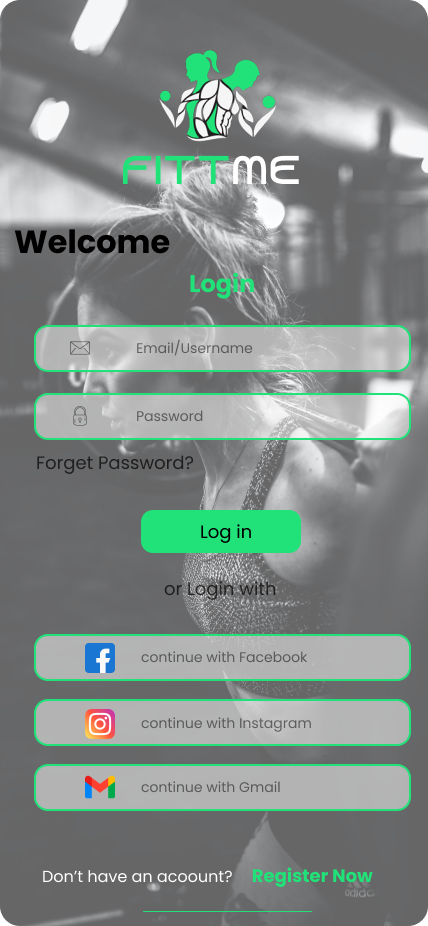 FITTME
Welcome
Login
Email/Username
Password
Forget Password?
Log in
or Login with
continue with Facebook
continue with Instagram
continue with Gmail
Don’t have an acoount? Register Now
adidas